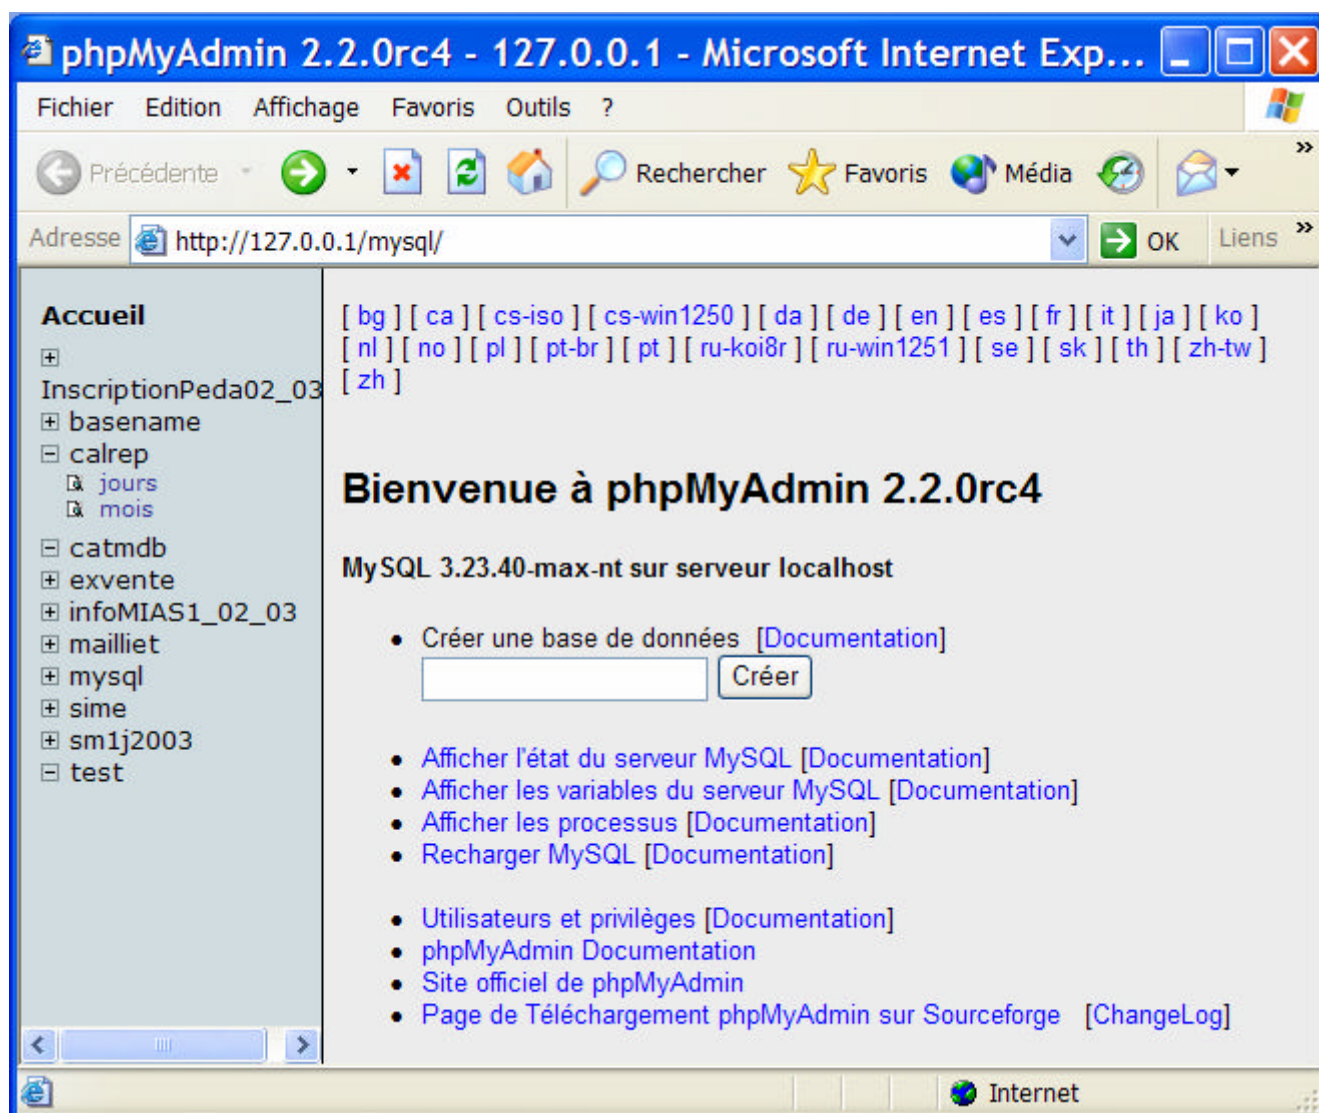 phpMyAdmin 2.2.0rc4 - 127.0.0.1 - Microsoft Internet Exp...
Fichier Edition Affichage Favoris Outils ?
Précédente Rechercher Favoris Média »
Adresse http://127.0.0.1/mysql/ OK Liens »
Accueil
InscriptionPeda02_03
basename
calrep
jours
mois
catmdb
exvente
infoMIAS1_02_03
mailliet
mysql
sime
sm1j2003
test
[ bg ] [ ca ] [ cs-iso ] [ cs-win1250 ] [ da ] [ de ] [ en ] [ es ] [ fr ] [ it ] [ ja ] [ ko ]
[ nl ] [ no ] [ pl ] [ pt-br ] [ pt ] [ ru-koi8r ] [ ru-win1251 ] [ se ] [ sk ] [ th ] [ zh-tw ]
[ zh ]
Bienvenue à phpMyAdmin 2.2.0rc4
MySQL 3.23.40-max-nt sur serveur localhost
• Créer une base de données [Documentation]
Créer
• Afficher l'état du serveur MySQL [Documentation]
• Afficher les variables du serveur MySQL [Documentation]
• Afficher les processus [Documentation]
• Recharger MySQL [Documentation]
• Utilisateurs et privilèges [Documentation]
• phpMyAdmin Documentation
• Site officiel de phpMyAdmin
• Page de Téléchargement phpMyAdmin sur Sourceforge [ChangeLog]
Internet